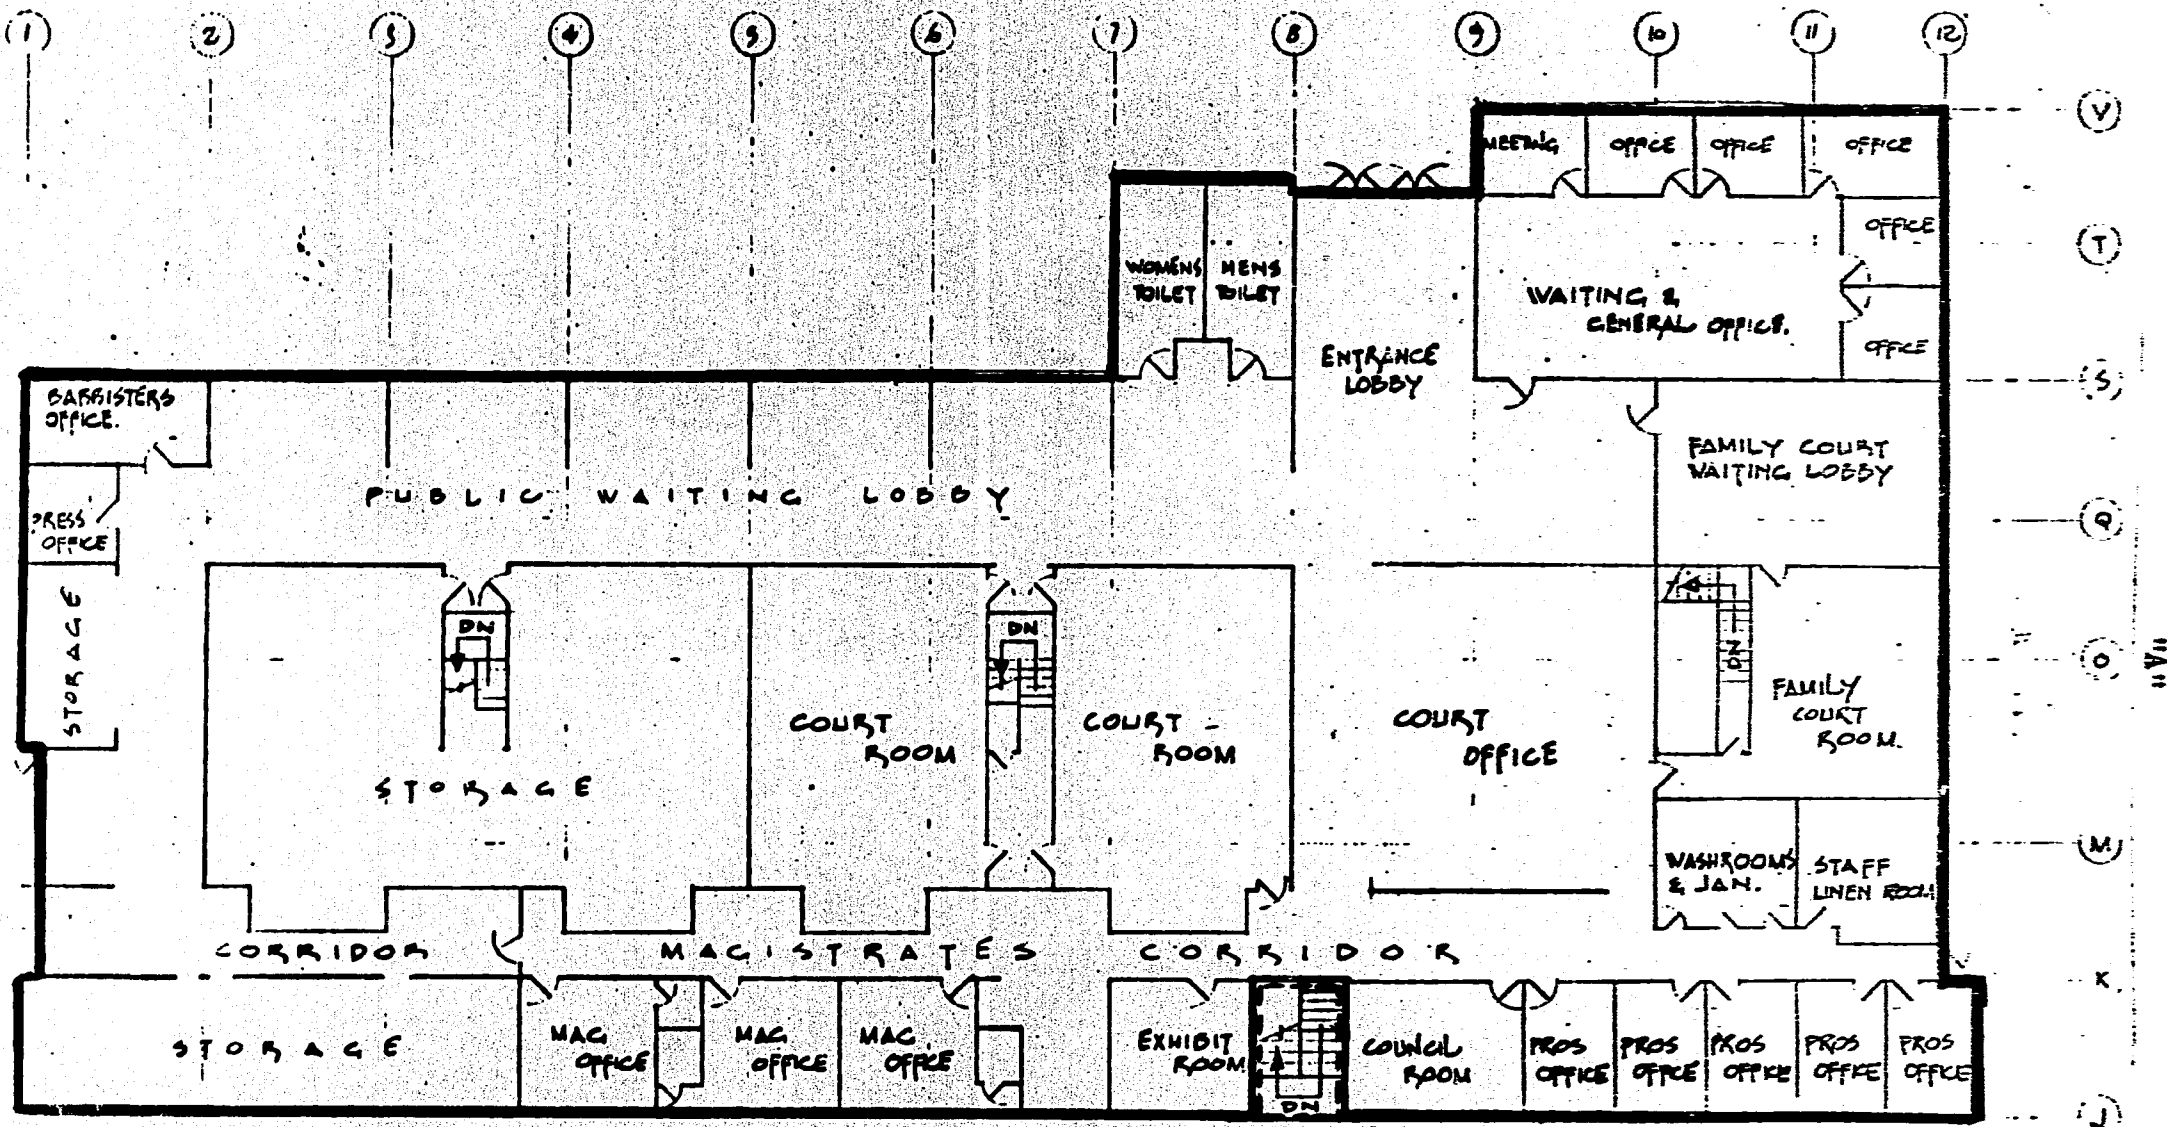 1 2 3 4 5 6 7 8 9 10 11 12
V
MEETING OFFICE OFFICE OFFICE
OFFICE
T
WOMENS
TOILET
MENS
TOILET
WAITING &
GENERAL OFFICE.
OFFICE
ENTRANCE
LOBBY
S
BARRISTERS
OFFICE.
FAMILY COURT
WAITING LOBBY
PUBLIC WAITING LOBBY
PRESS
OFFICE
Q
STORAGE
DN
DN
DN
O
FAMILY
COURT
ROOM.
COURT
ROOM
COURT
ROOM
COURT
OFFICE
STORAGE
M
WASHROOMS
& JAN.
STAFF
LINEN ROOM
CORRIDOR
MAGISTRATES CORRIDOR
K
STORAGE
MAG
OFFICE
MAG
OFFICE
MAG
OFFICE
EXHIBIT
ROOM
DN
COUNCIL
ROOM
PROS
OFFICE
PROS
OFFICE
PROS
OFFICE
PROS
OFFICE
PROS
OFFICE
J